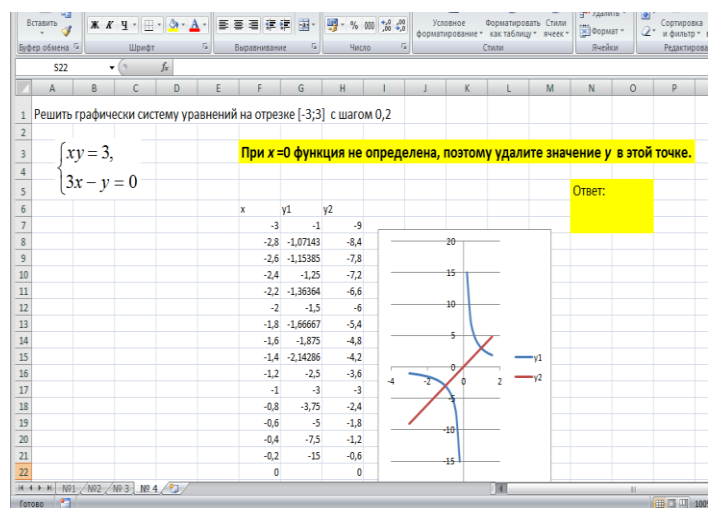 Вставить
Ж К Ч
% 000
Условное форматирование
Форматировать как таблицу
Стили ячеек
Удалить
Формат
Сортировка и фильтр
Буфер обмена Шрифт Выравнивание Число Стили Ячейки Редактирова
S22 fx
A B C D E F G H I J K L M N O P
1 Решить графически систему уравнений на отрезке [-3;3] с шагом 0,2
2
3 xy = 3, При x =0 функция не определена, поэтому удалите значение y в этой точке.
4
5 3x − y = 0 Ответ:
6 x y1 y2
7 -3 -1 -9
8 -2,8 -1,07143 -8,4
9 -2,6 -1,15385 -7,8
10 -2,4 -1,25 -7,2
11 -2,2 -1,36364 -6,6
12 -2 -1,5 -6
13 -1,8 -1,66667 -5,4
14 -1,6 -1,875 -4,8
15 -1,4 -2,14286 -4,2
16 -1,2 -2,5 -3,6
17 -1 -3 -3
18 -0,8 -3,75 -2,4
19 -0,6 -5 -1,8
20 -0,4 -7,5 -1,2
21 -0,2 -15 -0,6
22 0 0
20
15
10
5
0
-4 -2 0 2
-5
-10
-15
y1
y2
№1 №2 № 3 № 4
Готово 100%